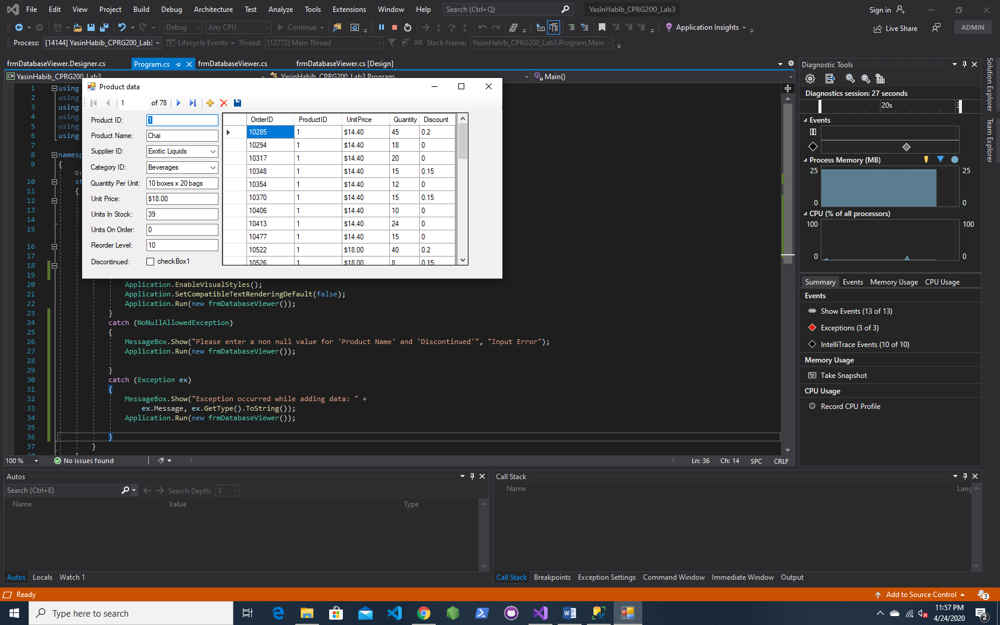 File Edit View Project Build Debug Architecture Test Analyze Tools Extensions Window Help Search (Ctrl+Q) YasinHabib_CPRG200_Lab3 Sign in
Debug Any CPU Continue Application Insights Live Share ADMIN
Process: [14144] YasinHabib_CPRG200_Lab3 Lifecycle Events Thread: [12772] Main Thread Stack Frame: YasinHabib_CPRG200_Lab3.Program.Main
frmDatabaseViewer.Designer.cs Program.cs frmDatabaseViewer.cs frmDatabaseViewer.cs [Design]
YasinHabib_CPRG200_Lab3 YasinHabib_CPRG200_Lab3.Program Main()
1 using
2 using
3 using
4 using
5 using
6 using
7
8 namesp
9 {
Or
10 st
11 {
12
13
14
15
16
17
18
19
Product data
1 of 78
Product ID: 1
Product Name: Chai
Supplier ID: Exotic Liquids
Category ID: Beverages
Quantity Per Unit: 10 boxes x 20 bags
Unit Price: $18.00
Units In Stock: 39
Units On Order: 0
Reorder Level: 10
Discontinued: checkBox1
OrderID ProductID UnitPrice Quantity Discount
10285 1 $14.40 45 0.2
10294 1 $14.40 18 0
10317 1 $14.40 20 0
10348 1 $14.40 15 0.15
10354 1 $14.40 12 0
10370 1 $14.40 15 0.15
10406 1 $14.40 10 0
10413 1 $14.40 24 0
10477 1 $14.40 15 0
10522 1 $18.00 40 0.2
10526 1 $18.00 8 0.15
20 Application.EnableVisualStyles();
21 Application.SetCompatibleTextRenderingDefault(false);
22 Application.Run(new frmDatabaseViewer());
23 }
24 catch (NoNullAllowedException)
25 {
26 MessageBox.Show("Please enter a non null value for 'Product Name' and 'Discontinued'", "Input Error");
27 Application.Run(new frmDatabaseViewer());
28
29 }
30 catch (Exception ex)
31 {
32 MessageBox.Show("Exception occurred while adding data: " +
33 ex.Message, ex.GetType().ToString());
34 Application.Run(new frmDatabaseViewer());
35
36 }
37 }
38 }
100 % No issues found Ln: 36 Ch: 14 SPC CRLF
Diagnostic Tools
Diagnostics session: 27 seconds
20s 3
Events
Process Memory (MB)
25 25
0 0
CPU (% of all processors)
100 100
0 0
Summary Events Memory Usage CPU Usage
Events
Show Events (13 of 13)
Exceptions (3 of 3)
IntelliTrace Events (10 of 10)
Memory Usage
Take Snapshot
CPU Usage
Record CPU Profile
Solution Explorer
Team Explorer
Autos
Search (Ctrl+E) Search Depth: 3
Name Value Type
Autos Locals Watch 1
Call Stack
Name Lang
Call Stack Breakpoints Exception Settings Command Window Immediate Window Output
Ready Add to Source Control 3
Type here to search
11:57 PM
4/24/2020
2